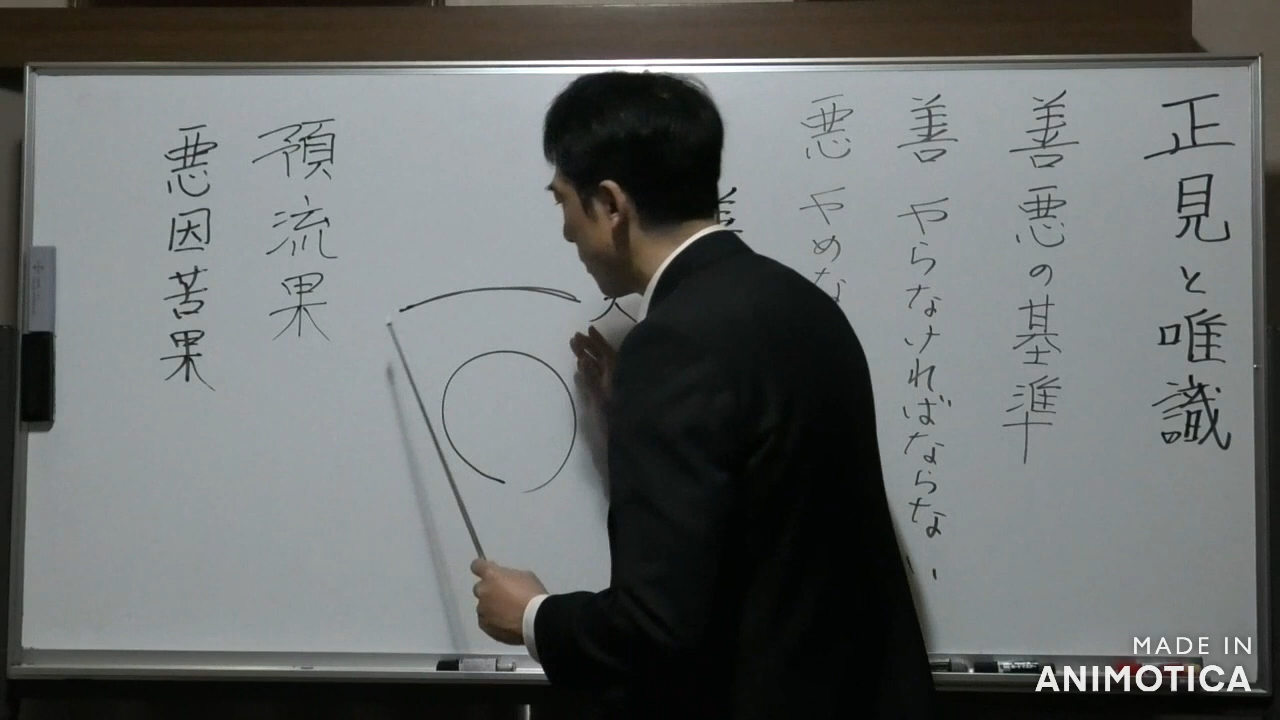 正見と唯識
善悪の基準
善 やらなければならない
悪 やめな
預流果
悪因苦果
MADE IN
ANIMOTICA